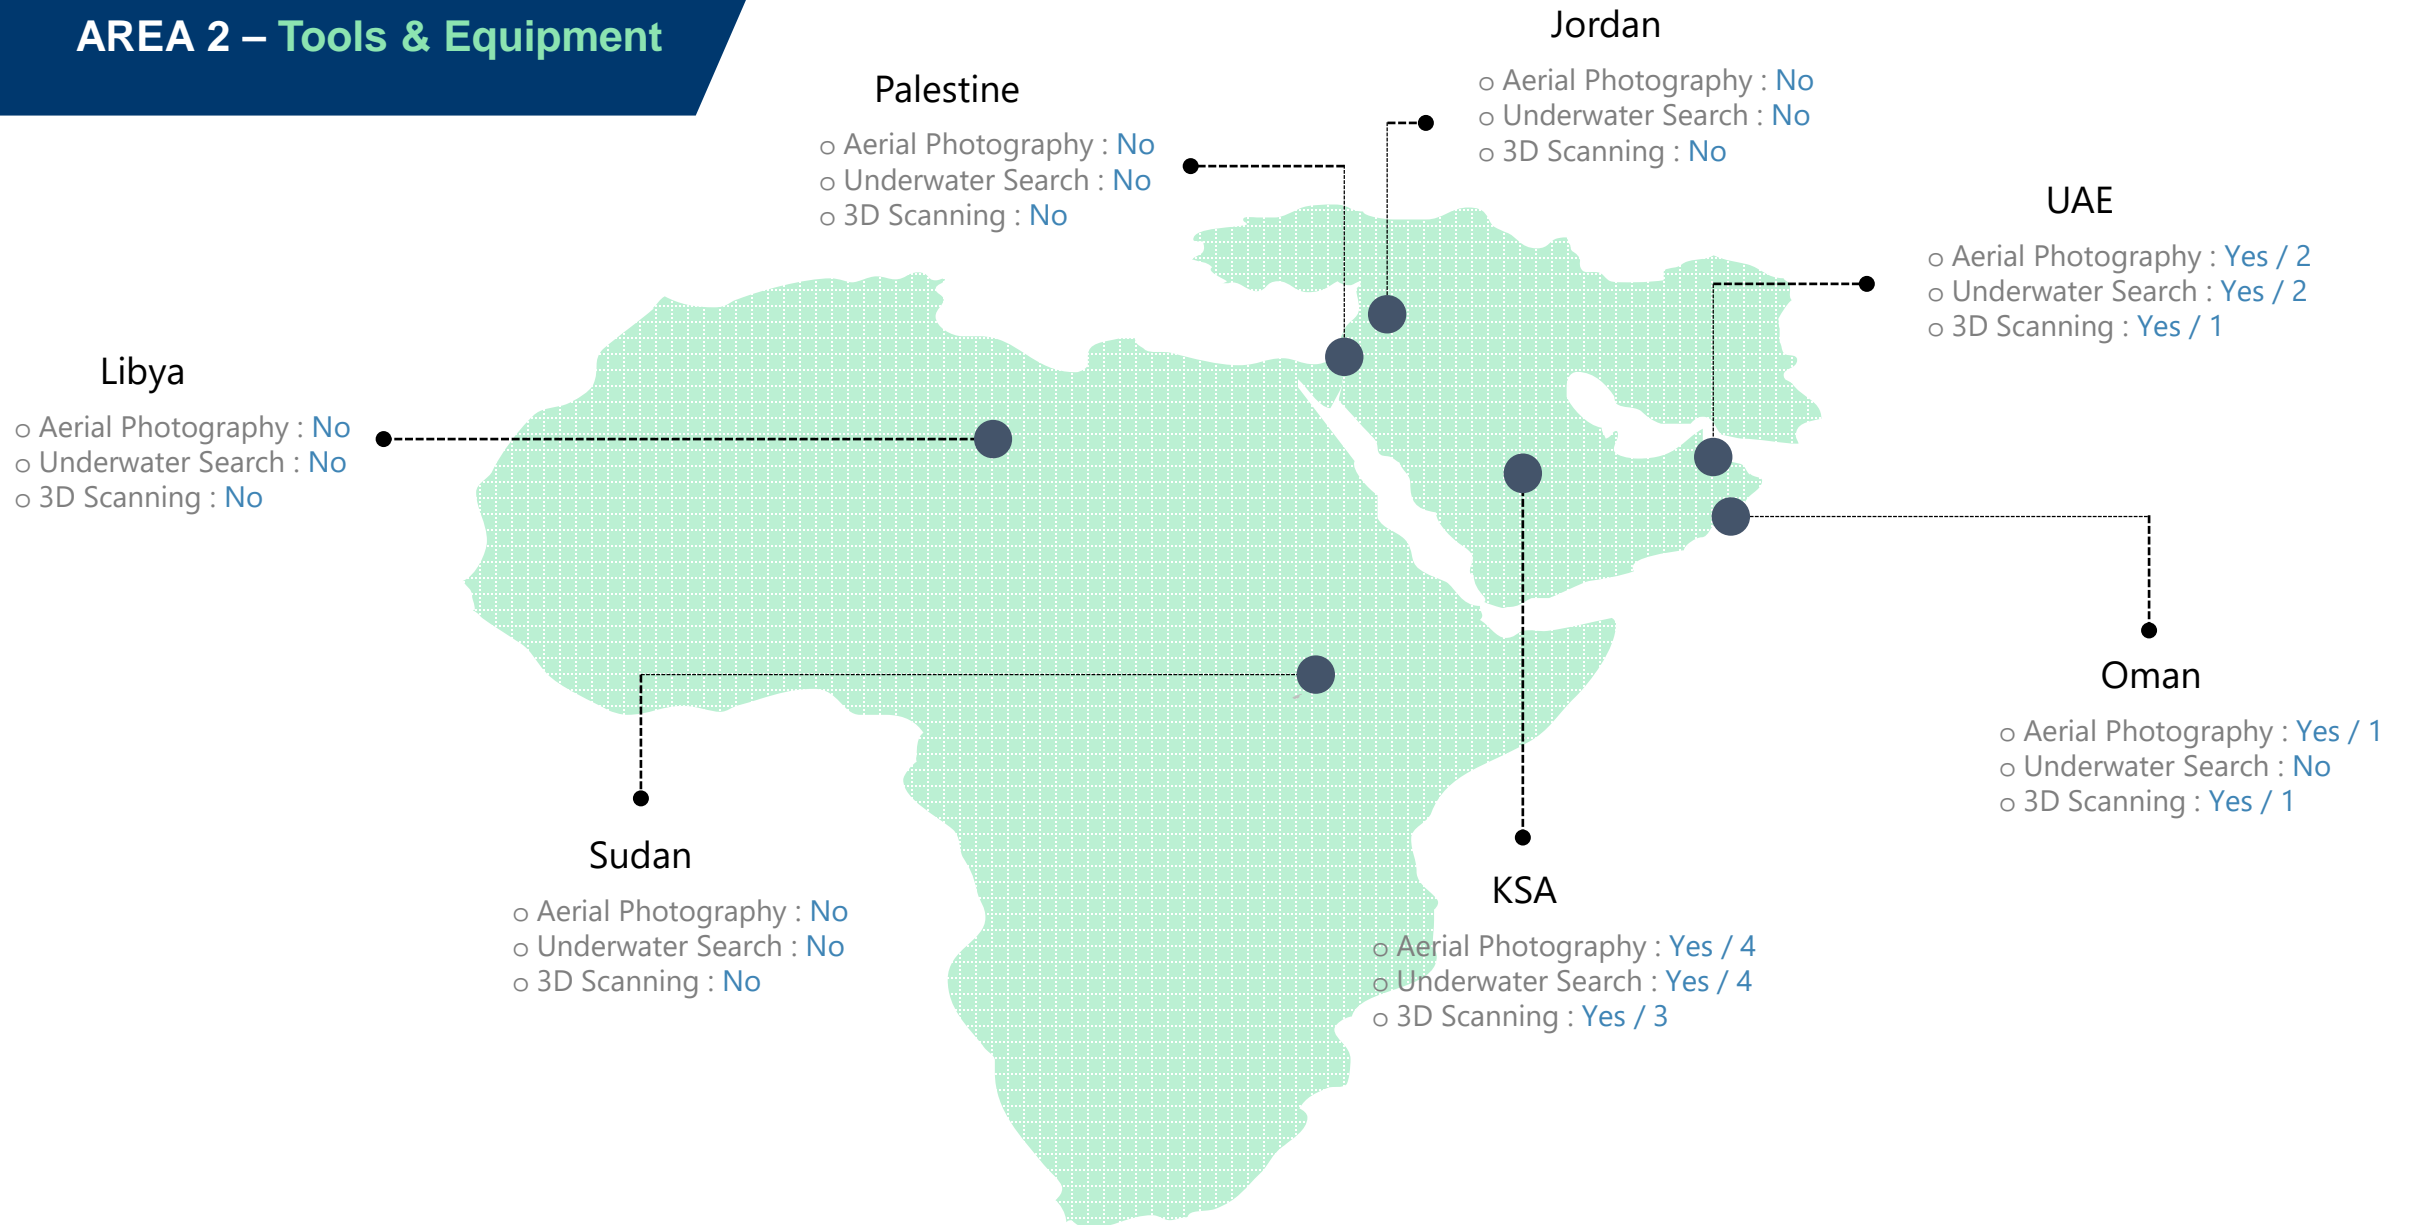 AREA 2 – Tools & Equipment
Jordan
o Aerial Photography : No
o Underwater Search : No
o 3D Scanning : No
Palestine
o Aerial Photography : No
o Underwater Search : No
o 3D Scanning : No
UAE
o Aerial Photography : Yes / 2
o Underwater Search : Yes / 2
o 3D Scanning : Yes / 1
Libya
o Aerial Photography : No
o Underwater Search : No
o 3D Scanning : No
Oman
o Aerial Photography : Yes / 1
o Underwater Search : No
o 3D Scanning : Yes / 1
Sudan
o Aerial Photography : No
o Underwater Search : No
o 3D Scanning : No
KSA
o Aerial Photography : Yes / 4
o Underwater Search : Yes / 4
o 3D Scanning : Yes / 3